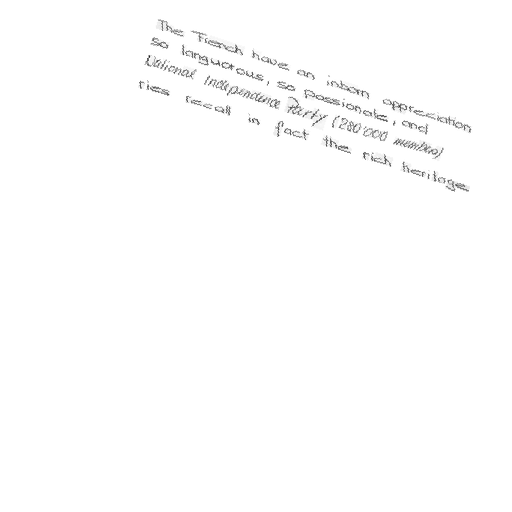 The French have an inborn appreciation
so languorous, so passionate, and
National Independence Party (280'000 members)
ries recall in fact the rich heritage